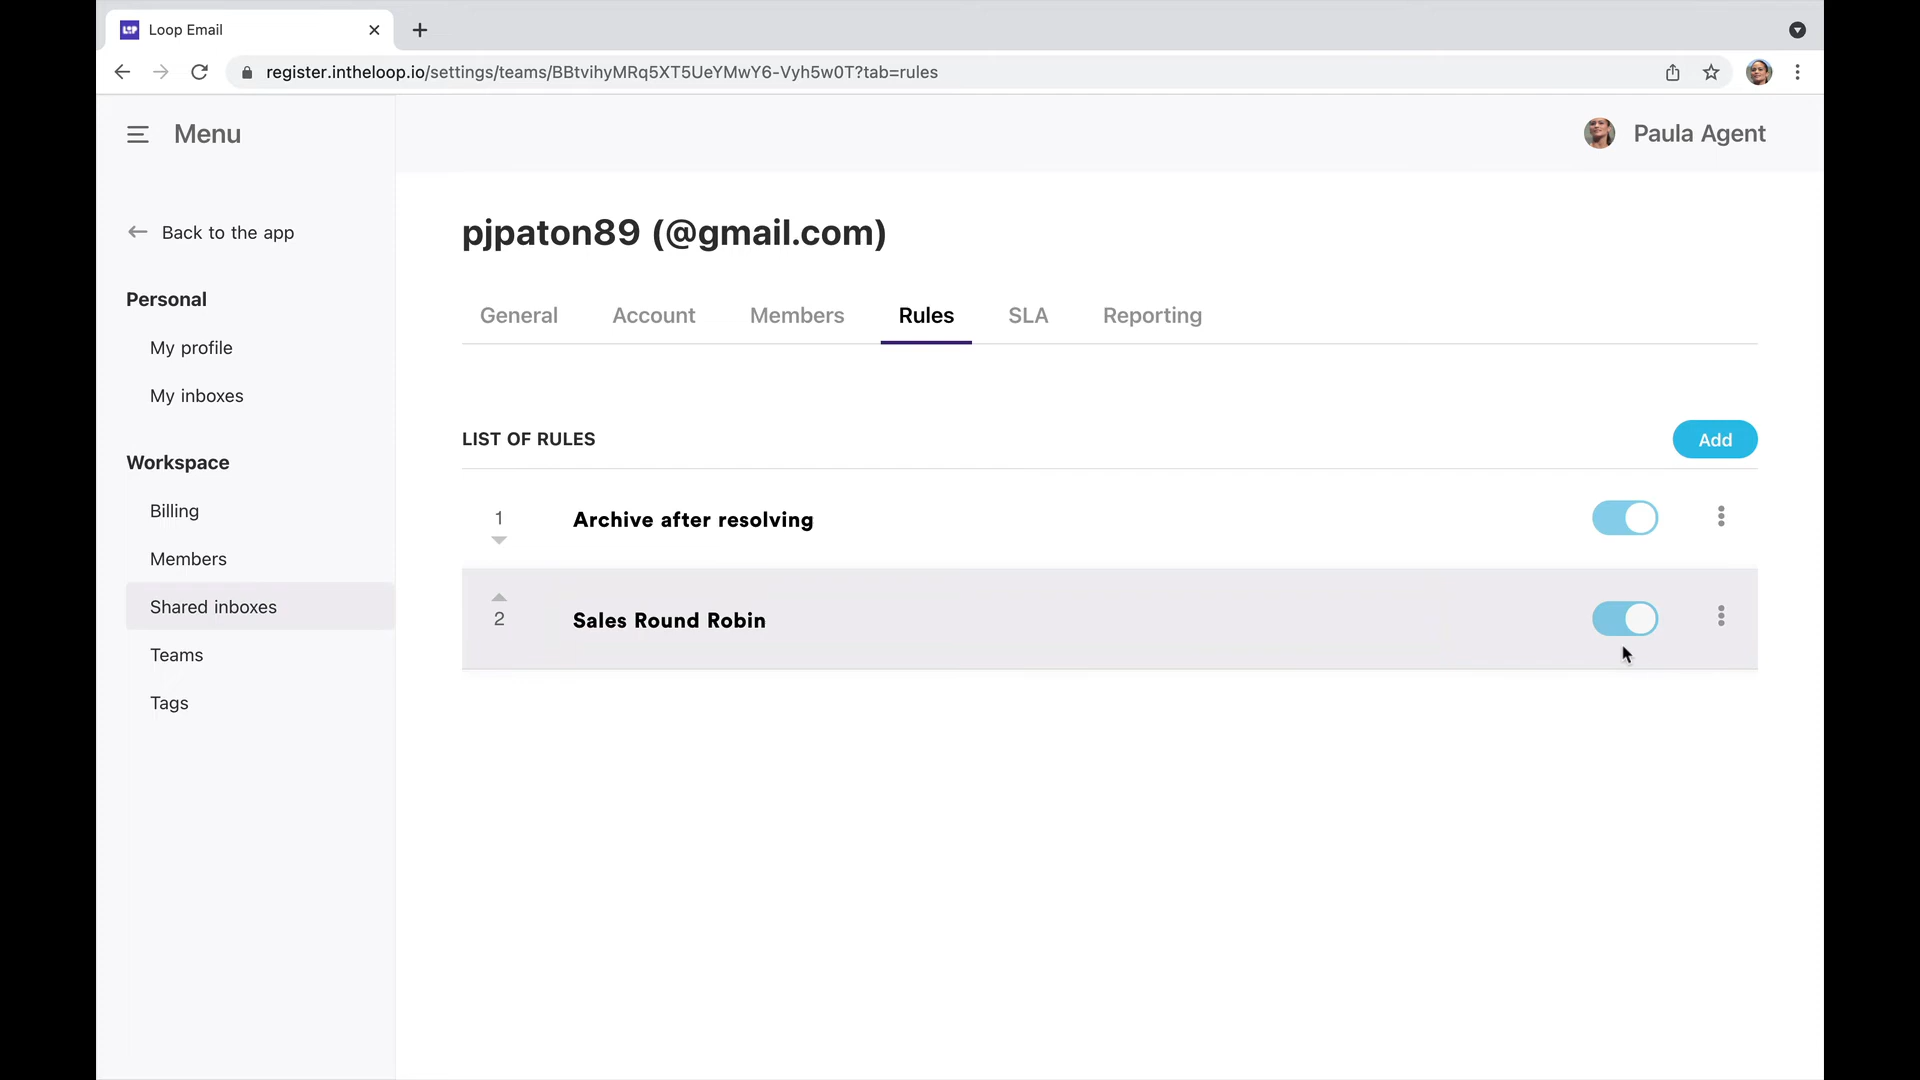 Loop Email
register.intheloop.io/settings/teams/BBtvihyMRq5XT5UeYMwY6-Vyh5w0T?tab=rules
Menu
Paula Agent
Back to the app
Personal
My profile
My inboxes
Workspace
Billing
Members
Shared inboxes
Teams
Tags
pjpaton89 (@gmail.com)
General Account Members Rules SLA Reporting
LIST OF RULES
Add
1 Archive after resolving
2 Sales Round Robin